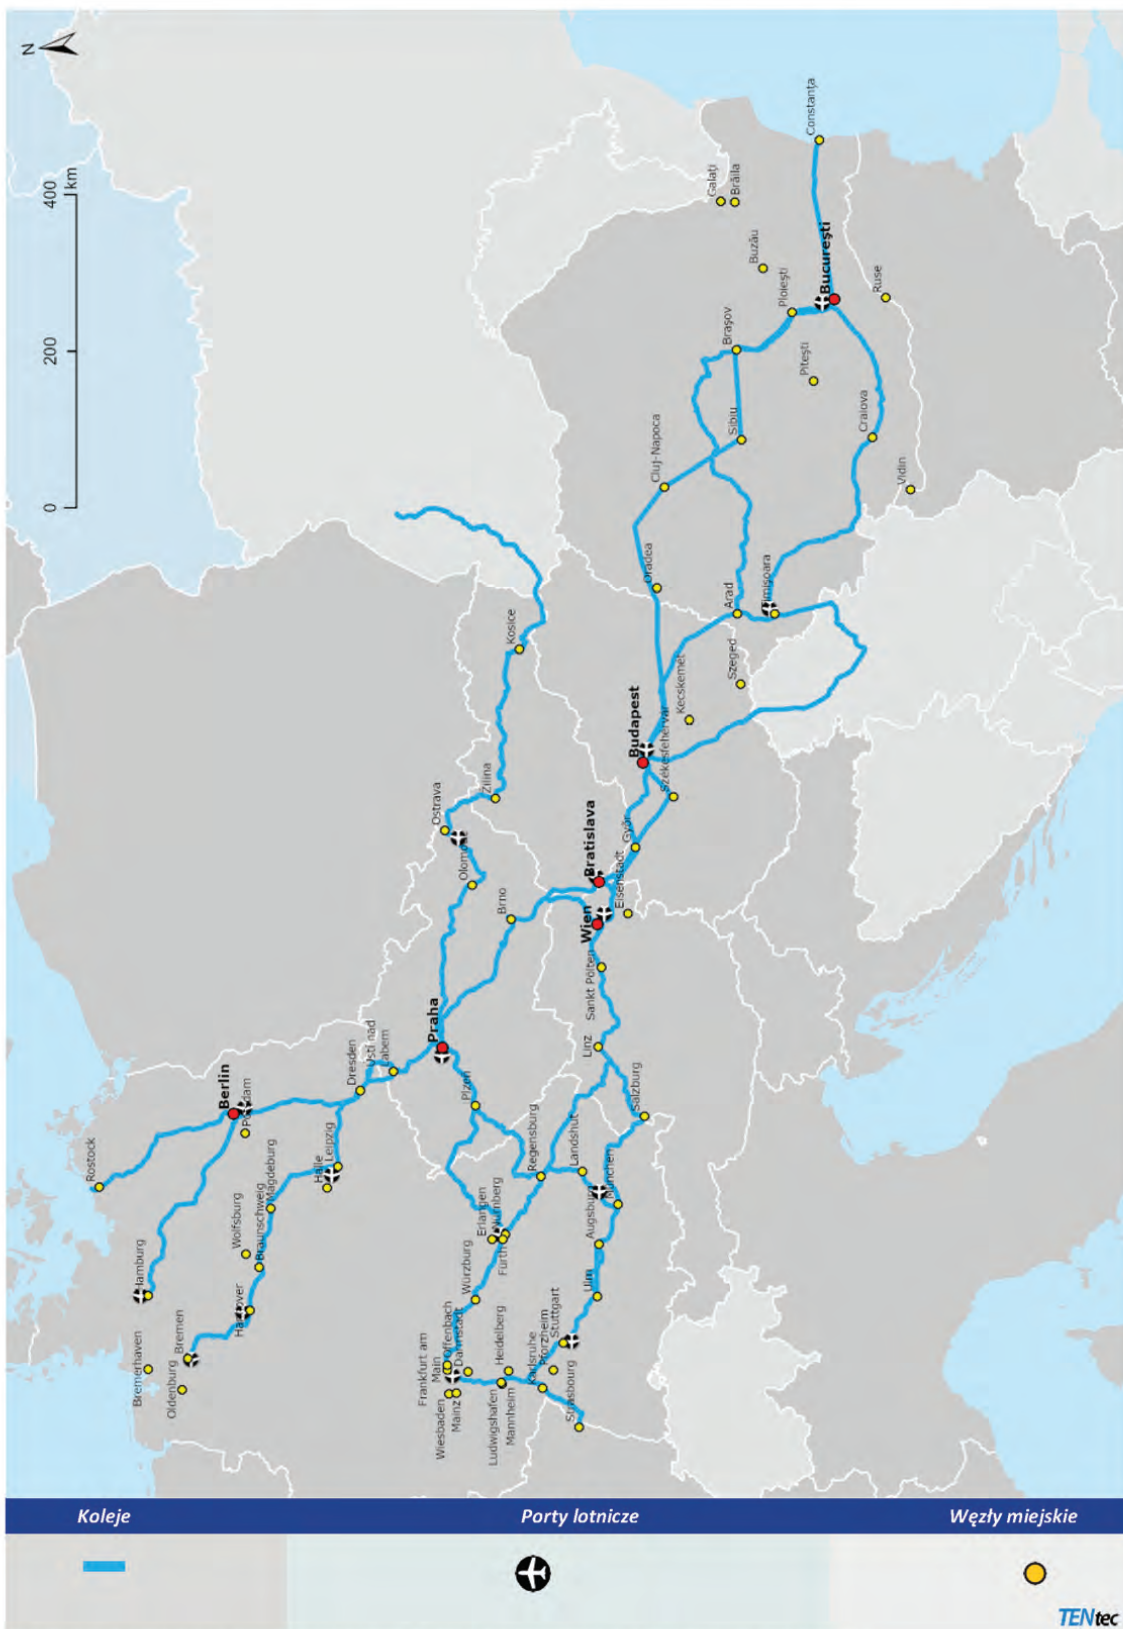 N
0
200
400
km
Rostock
Hamburg
Bremerhaven
Oldenburg
Bremen
Berlin
Hannover
Wolfsburg
Braunschweig
Magdeburg
Halle
Leipzig
Dresden
Ústí nad
Labem
Praha
Plzen
Ostrava
Olomouc
Zilina
Kosice
Brno
Frankfurt am
Main
Offenbach
Darmstadt
Wiesbaden
Mainz
Würzburg
Erlangen
Nürnberg
Fürth
Regensburg
Ludwigshafen
Mannheim
Heidelberg
Karlsruhe
Pforzheim
Stuttgart
Strasbourg
Ulm
Augsburg
München
Landshut
Salzburg
Linz
Sankt Pölten
Wien
Bratislava
Eisenstadt
Győr
Budapest
Székesfehérvár
Kecskemét
Szeged
Oradea
Cluj-Napoca
Arad
Timișoara
Sibiu
Brașov
Ploiești
Buzău
Galați
Brăila
Pitești
București
Constanța
Craiova
Vidin
Ruse
Koleje
Porty lotnicze
Węzły miejskie
TENtec